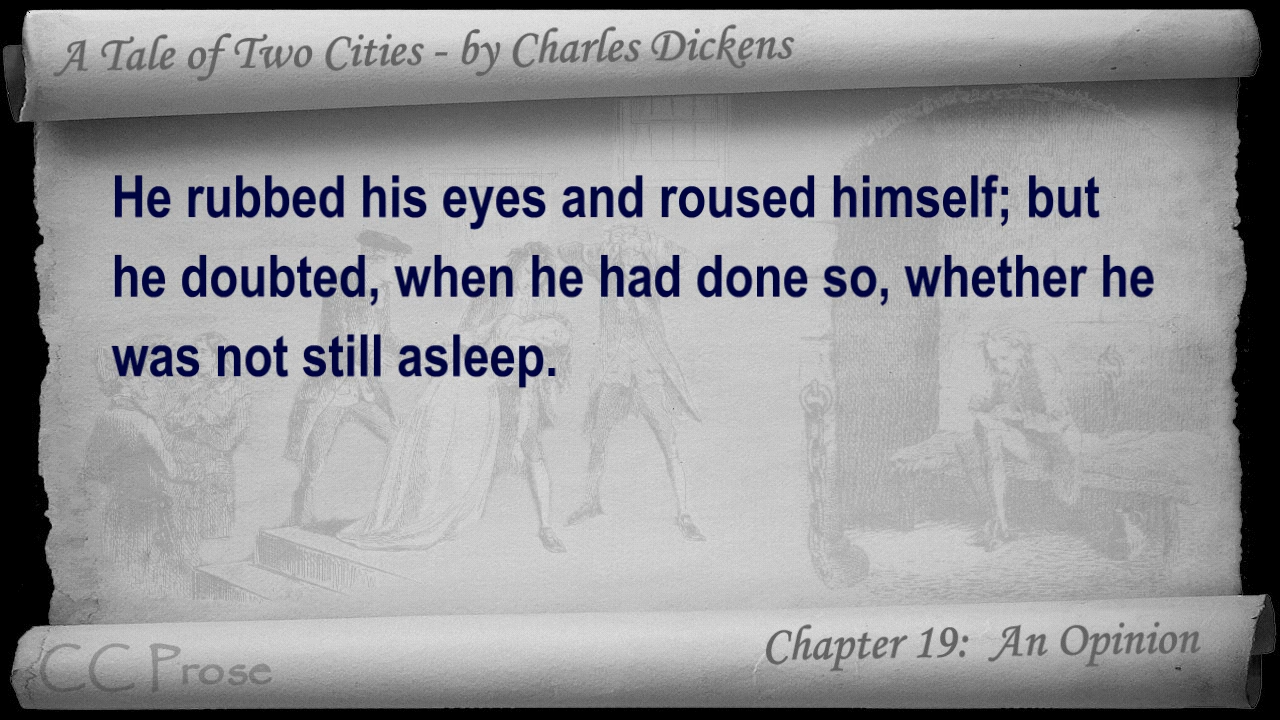 A Tale of Two Cities - by Charles Dickens
He rubbed his eyes and roused himself; but
he doubted, when he had done so, whether he
was not still asleep.
Chapter 19: An Opinion
CC Prose